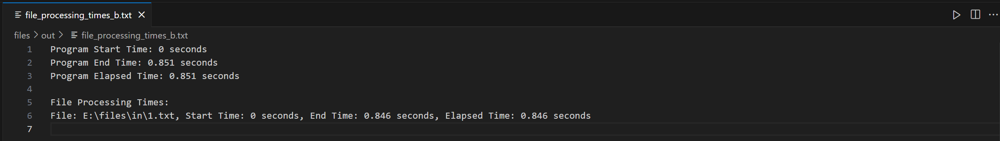 file_processing_times_b.txt
files > out > file_processing_times_b.txt
1 Program Start Time: 0 seconds
2 Program End Time: 0.851 seconds
3 Program Elapsed Time: 0.851 seconds
4
5 File Processing Times:
6 File: E:\files\in\1.txt, Start Time: 0 seconds, End Time: 0.846 seconds, Elapsed Time: 0.846 seconds
7